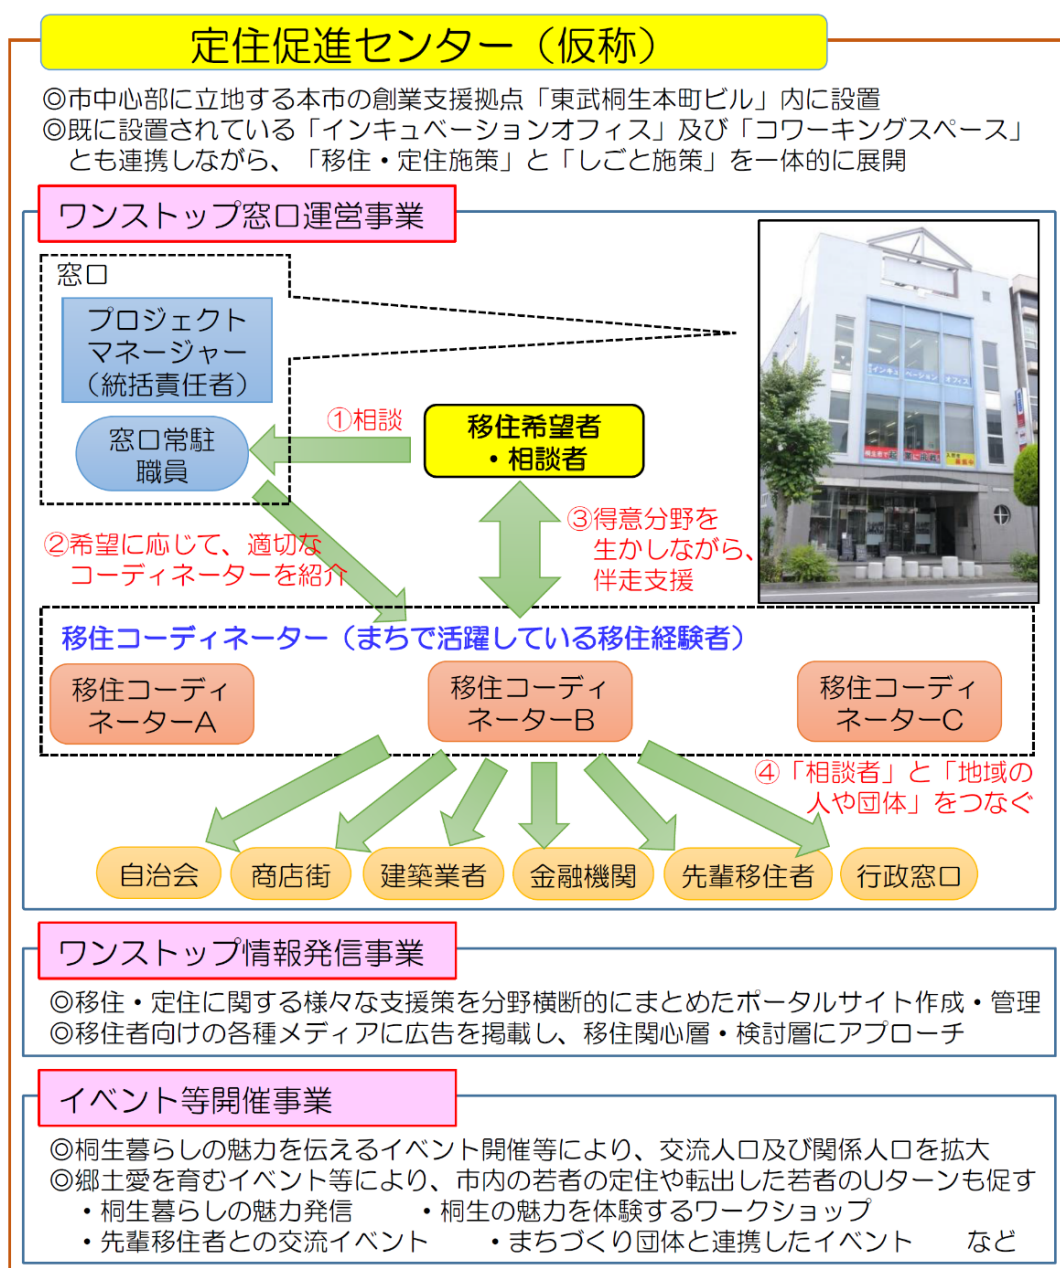 定住促進センター（仮称）
◎市中心部に立地する本市の創業支援拠点「東武桐生本町ビル」内に設置
◎既に設置されている「インキュベーションオフィス」及び「コワーキングスペース」
とも連携しながら、「移住・定住施策」と「しごと施策」を一体的に展開
ワンストップ窓口運営事業
窓口
プロジェクト
マネージャー
（統括責任者）
窓口常駐
職員
①相談
移住希望者
・相談者
インキュベーションオフィス
②希望に応じて、適切な
コーディネーターを紹介
③得意分野を
生かしながら、
伴走支援
移住コーディネーター（まちで活躍している移住経験者）
移住コーディ
ネーターA
移住コーディ
ネーターB
移住コーディ
ネーターC
④「相談者」と「地域の
人や団体」をつなぐ
自治会
商店街
建築業者
金融機関
先輩移住者
行政窓口
ワンストップ情報発信事業
◎移住・定住に関する様々な支援策を分野横断的にまとめたポータルサイト作成・管理
◎移住者向けの各種メディアに広告を掲載し、移住関心層・検討層にアプローチ
イベント等開催事業
◎桐生暮らしの魅力を伝えるイベント開催等により、交流人口及び関係人口を拡大
◎郷土愛を育むイベント等により、市内の若者の定住や転出した若者のUターンも促す
・桐生暮らしの魅力発信　・桐生の魅力を体験するワークショップ
・先輩移住者との交流イベント　・まちづくり団体と連携したイベント　など